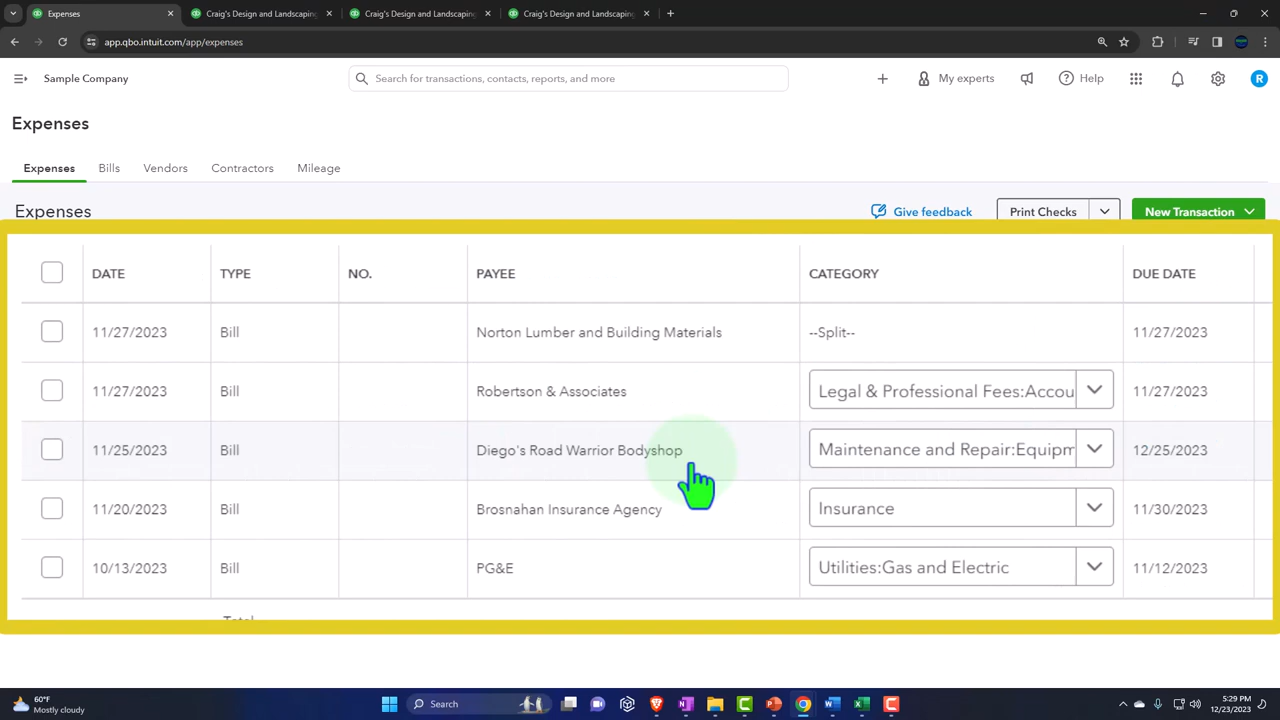 Expenses
Craig's Design and Landscaping
Craig's Design and Landscaping
Craig's Design and Landscaping
app.qbo.intuit.com/app/expenses
Sample Company
Search for transactions, contacts, reports, and more
My experts
Help
R
Expenses
Expenses Bills Vendors Contractors Mileage
Expenses
Give feedback
Print Checks
New Transaction
DATE TYPE NO. PAYEE CATEGORY DUE DATE
11/27/2023 Bill Norton Lumber and Building Materials --Split-- 11/27/2023
11/27/2023 Bill Robertson & Associates Legal & Professional Fees:Accou 11/27/2023
11/25/2023 Bill Diego's Road Warrior Bodyshop Maintenance and Repair:Equipm 12/25/2023
11/20/2023 Bill Brosnahan Insurance Agency Insurance 11/30/2023
10/13/2023 Bill PG&E Utilities:Gas and Electric 11/12/2023
Total
60°F
Mostly cloudy
Search
5:29 PM
12/23/2023